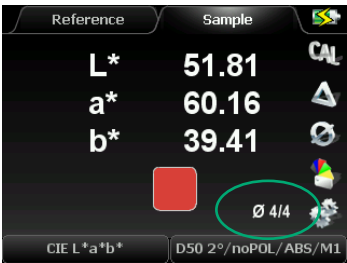 Reference Sample
CAL
L* 51.81
a* 60.16
b* 39.41
Ø 4/4
CIE L*a*b* D50 2°/noPOL/ABS/M1